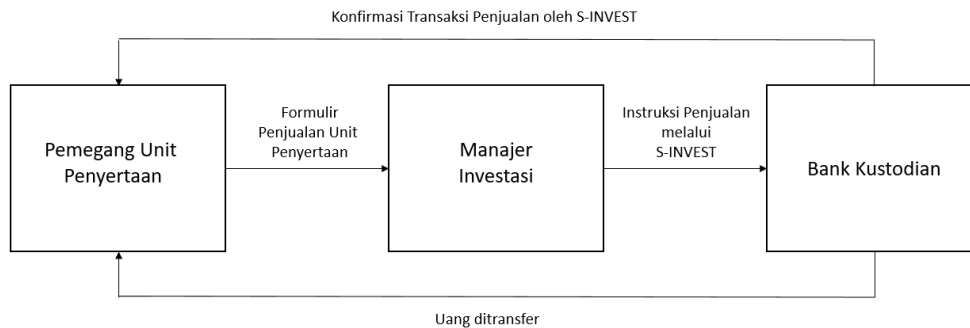 Konfirmasi Transaksi Penjualan oleh S-INVEST
Pemegang Unit
Penyertaan
Formulir
Penjualan Unit
Penyertaan
Manajer
Investasi
Instruksi Penjualan
melalui
S-INVEST
Bank Kustodian
Uang ditransfer